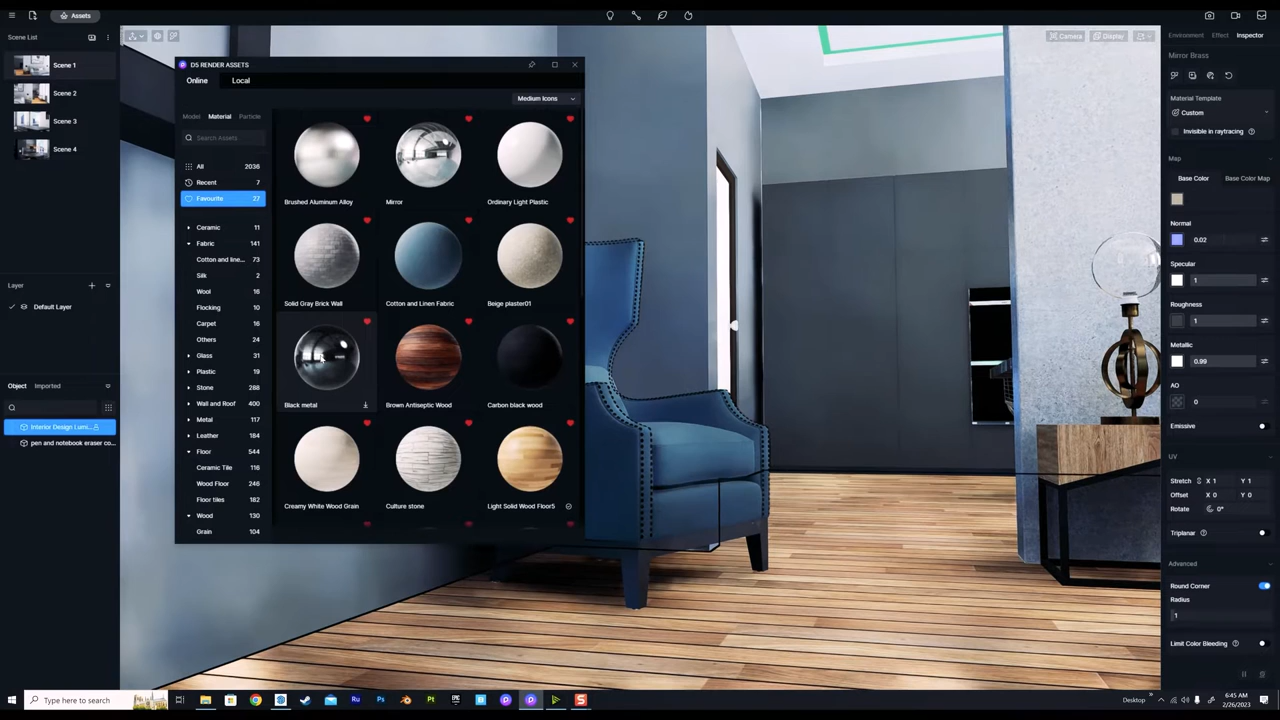 Assets
Scene List
Scene 1
Scene 2
Scene 3
Scene 4
Layer
Default Layer
Object
Imported
Interior Design Lumi...
pen and notebook eraser co...
D5 RENDER ASSETS
Online
Local
Medium Icons
Model
Material
Particle
Search Assets
All 2036
Recent 7
Favourite 27
Ceramic 11
Fabric 141
Cotton and line... 73
Silk 2
Wool 16
Flocking 10
Carpet 16
Others 24
Glass 31
Plastic 19
Stone 288
Wall and Roof 400
Metal 117
Leather 184
Floor 544
Ceramic Tile 116
Wood Floor 246
Floor tiles 182
Wood 130
Grain 104
Brushed Aluminum Alloy
Mirror
Ordinary Light Plastic
Solid Gray Brick Wall
Cotton and Linen Fabric
Beige plaster01
Black metal
Brown Antiseptic Wood
Carbon black wood
Creamy White Wood Grain
Culture stone
Light Solid Wood Floor5
Camera
Display
Environment
Effect
Inspector
Mirror Brass
Material Template
Custom
Invisible in raytracing
Map
Base Color
Base Color Map
Normal
0.02
Specular
1
Roughness
1
Metallic
0.99
AO
0
Emissive
UV
Stretch X 1 Y 1
Offset X 0 Y 0
Rotate 0°
Triplanar
Advanced
Round Corner
Radius
1
Limit Color Bleeding
Type here to search
Ru
Ps
Pt
EPIC
S
Desktop
6:45 AM
2/26/2023